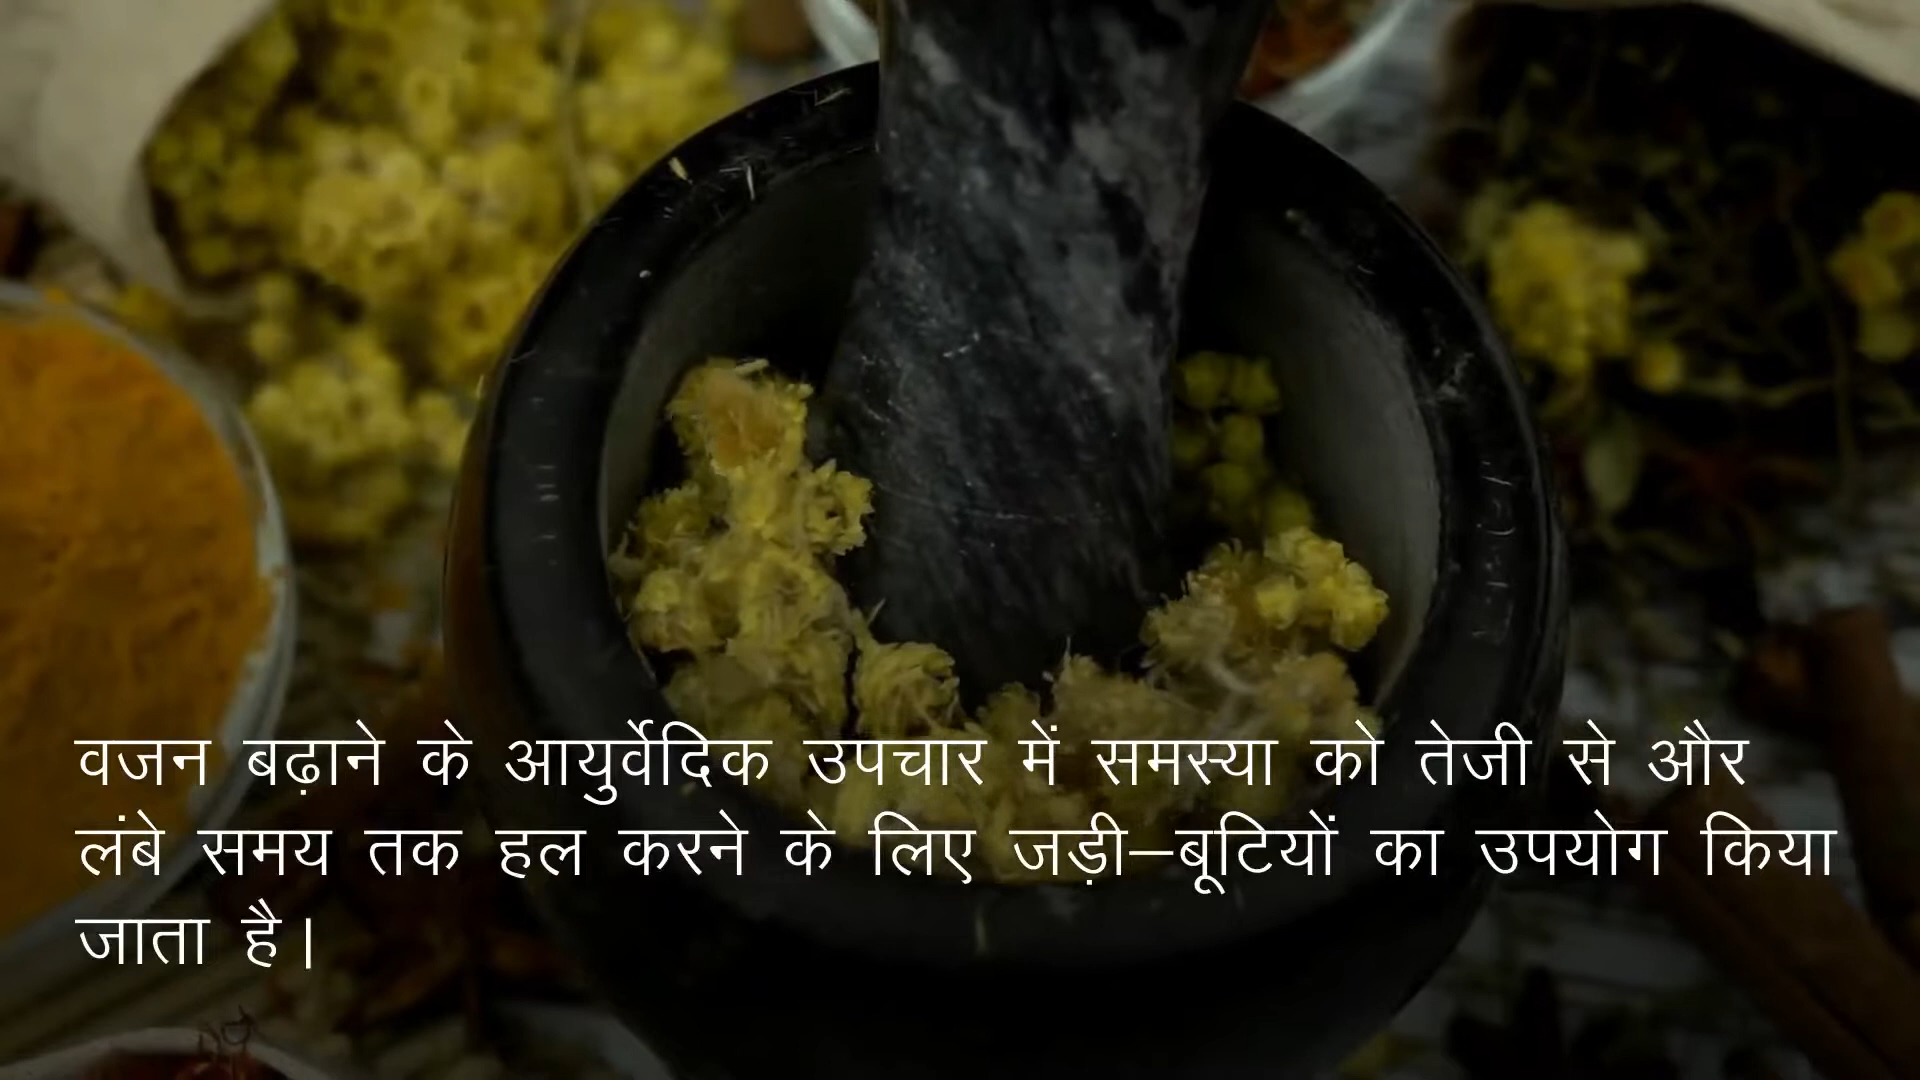 वजन बढ़ाने के आयुर्वेदिक उपचार में समस्या को तेजी से और
लंबे समय तक हल करने के लिए जड़ी–बूटियों का उपयोग किया
जाता है।